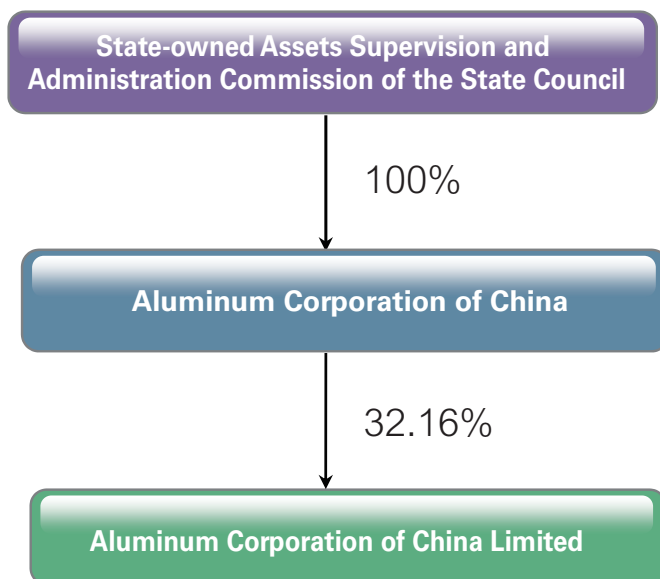 State-owned Assets Supervision and
Administration Commission of the State Council
100%
Aluminum Corporation of China
32.16%
Aluminum Corporation of China Limited